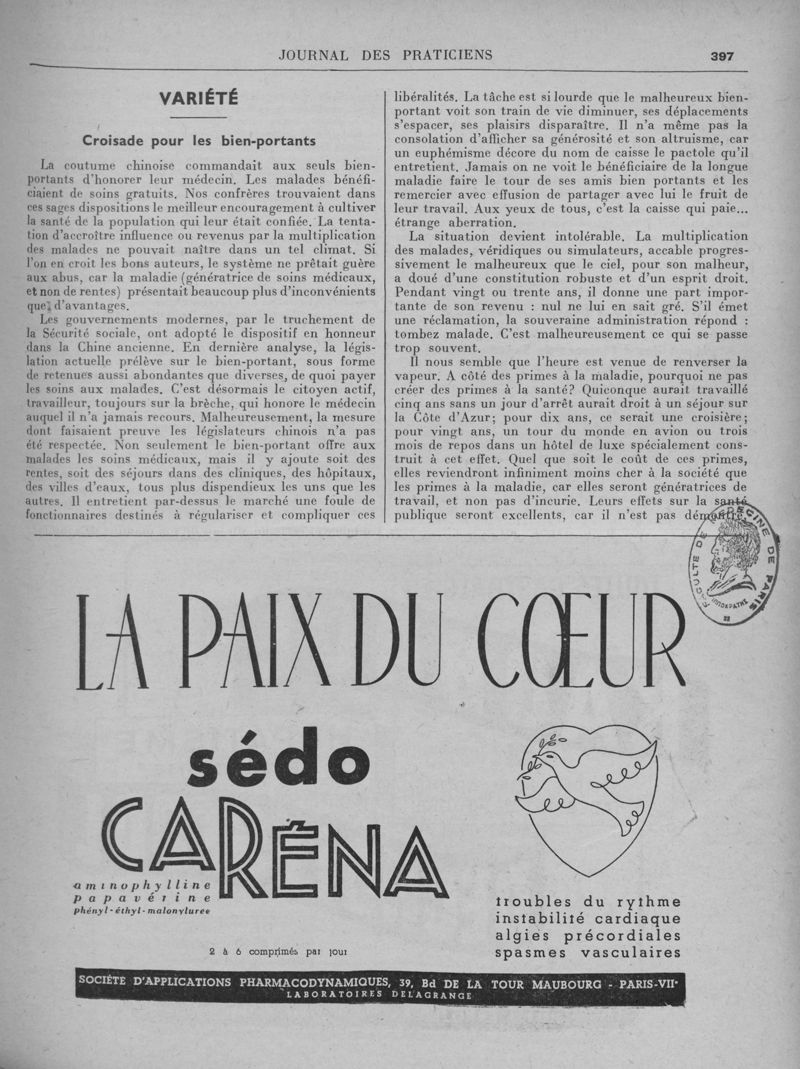 JOURNAL DES PRATICIENS 397
VARIÉTÉ
Croisade pour les bien-portants
La coutume chinoise commandait aux seuls bien-
portants d'honorer leur médecin. Les malades bénéfi-
ciaient de soins gratuits. Nos confrères trouvaient dans
ces sages dispositions le meilleur encouragement à cultiver
la santé de la population qui leur était confiée. La tenta-
tion d'accroître influence ou revenus par la multiplication
des malades ne pouvait naître dans un tel climat. Si
l'on en croit les bons auteurs, le système ne prêtait guère
aux abus, car la maladie (génératrice de soins médicaux,
et non de rentes) présentait beaucoup plus d'inconvénients
que d'avantages.
Les gouvernements modernes, par le truchement de
la Sécurité sociale, ont adopté le dispositif en honneur
dans la Chine ancienne. En dernière analyse, la légis-
lation actuelle prélève sur le bien-portant, sous forme
de retenues aussi abondantes que diverses, de quoi payer
les soins aux malades. C'est désormais le citoyen actif,
travailleur, toujours sur la brèche, qui honore le médecin
auquel il n'a jamais recours. Malheureusement, la mesure
dont faisaient preuve les législateurs chinois n'a pas
été respectée. Non seulement le bien-portant offre aux
malades les soins médicaux, mais il y ajoute soit des
rentes, soit des séjours dans des cliniques, des hôpitaux,
des villes d'eaux, tous plus dispendieux les uns que les
autres. Il entretient par-dessus le marché une foule de
fonctionnaires destinés à régulariser et compliquer ces
libéralités. La tâche est si lourde que le malheureux bien-
portant voit son train de vie diminuer, ses déplacements
s'espacer, ses plaisirs disparaître. Il n'a même pas la
consolation d'afficher sa générosité et son altruisme, car
un euphémisme décore du nom de caisse le pactole qu'il
entretient. Jamais on ne voit le bénéficiaire de la longue
maladie faire le tour de ses amis bien portants et les
remercier avec effusion de partager avec lui le fruit de
leur travail. Aux yeux de tous, c'est la caisse qui paie...
étrange aberration.
La situation devient intolérable. La multiplication
des malades, véridiques ou simulateurs, accable progres-
sivement le malheureux que le ciel, pour son malheur,
a doué d'une constitution robuste et d'un esprit droit.
Pendant vingt ou trente ans, il donne une part impor-
tante de son revenu : nul ne lui en sait gré. S'il émet
une réclamation, la souveraine administration répond :
tombez malade. C'est malheureusement ce qui se passe
trop souvent.
Il nous semble que l'heure est venue de renverser la
vapeur. A côté des primes à la maladie, pourquoi ne pas
créer des primes à la santé? Quiconque aurait travaillé
cinq ans sans un jour d'arrêt aurait droit à un séjour sur
la Côte d'Azur; pour dix ans, ce serait une croisière;
pour vingt ans, un tour du monde en avion ou trois
mois de repos dans un hôtel de luxe spécialement cons-
truit à cet effet. Quel que soit le coût de ces primes,
elles reviendront infiniment moins cher à la société que
les primes à la maladie, car elles seront génératrices de
travail, et non pas d'incurie. Leurs effets sur la santé
publique seront excellents, car il n'est pas
FACULTE DE MEDECINE DE PARIS
LA PAIX DU CŒUR
sédo
CARÉNA
aminophylline
papavérine
phényl-éthyl-malonylurée
2 à 6 comprimés par jour
troubles du rythme
instabilité cardiaque
algies précordiales
spasmes vasculaires
SOCIÉTÉ D'APPLICATIONS PHARMACODYNAMIQUES, 39, Bd DE LA TOUR MAUBOURG - PARIS-VIIe
LABORATOIRES DELAGRANGE